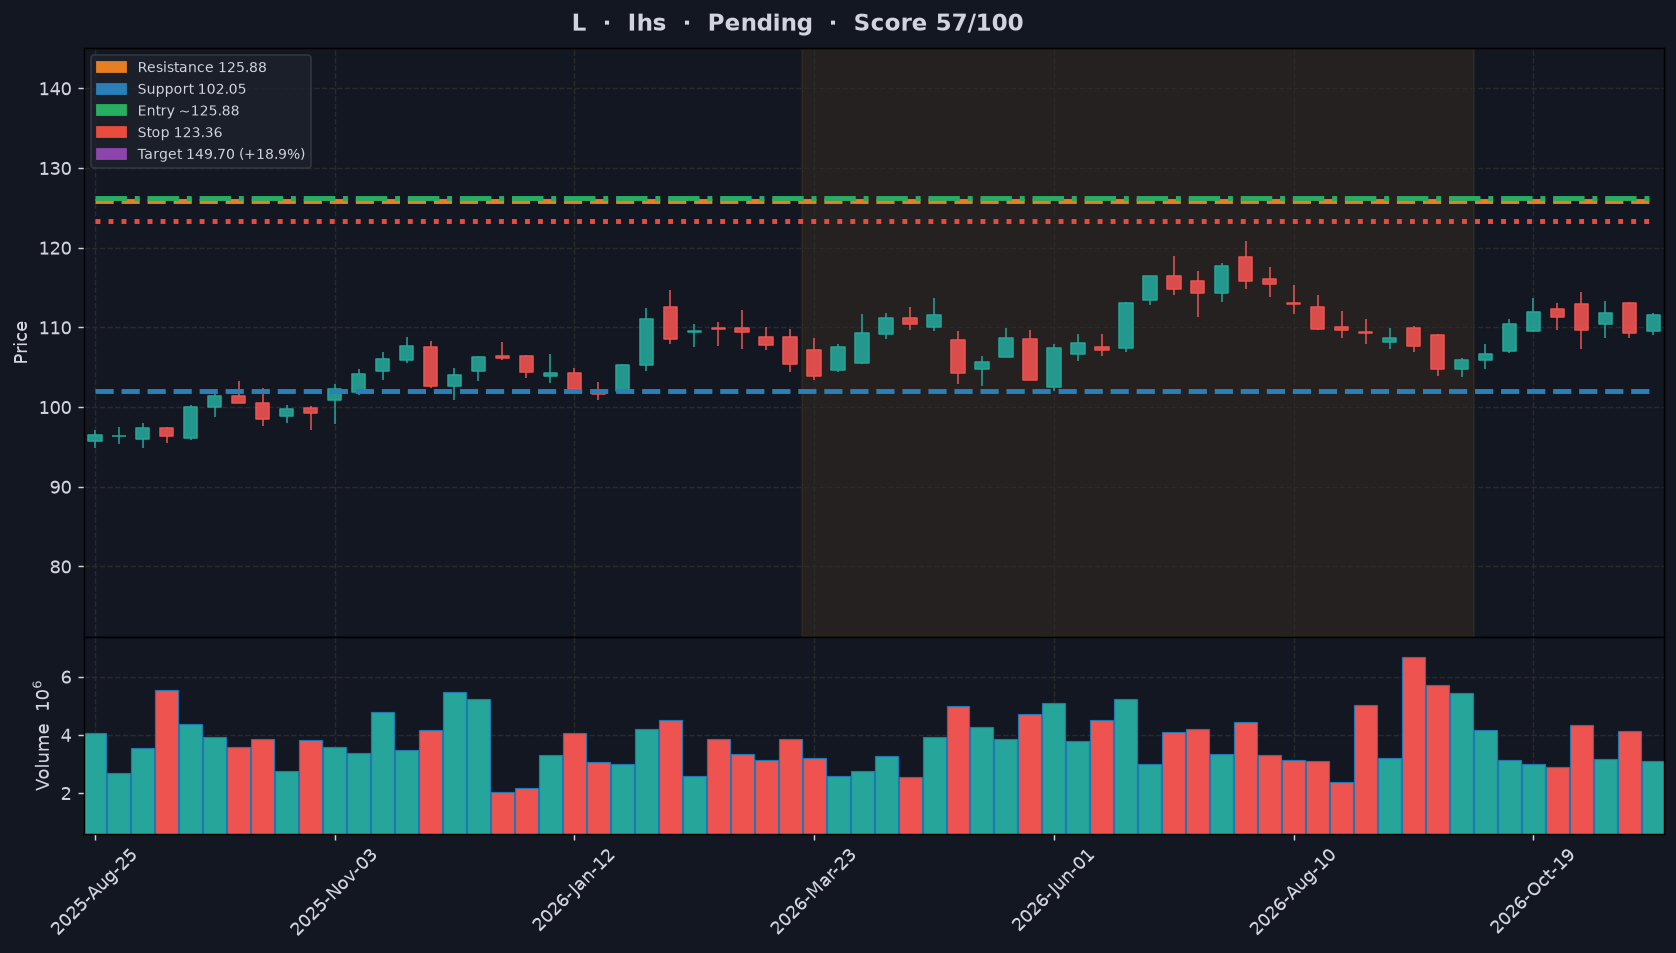 L · Ihs · Pending · Score 57/100
Resistance 125.88
Support 102.05
Entry ~125.88
Stop 123.36
Target 149.70 (+18.9%)
140
130
120
110
100
90
80
Price
6
4
2
Volume 10⁶
2025-Aug-25
2025-Nov-03
2026-Jan-12
2026-Mar-23
2026-Jun-01
2026-Aug-10
2026-Oct-19